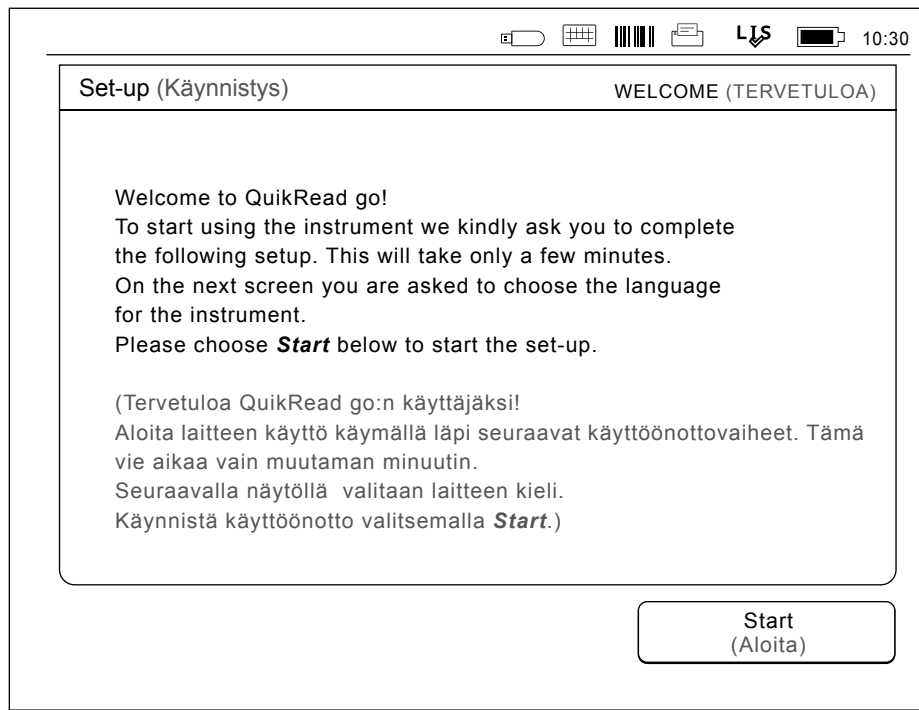 LIS 10:30
Set-up (Käynnistys) WELCOME (TERVETULOA)
Welcome to QuikRead go!
To start using the instrument we kindly ask you to complete
the following setup. This will take only a few minutes.
On the next screen you are asked to choose the language
for the instrument.
Please choose Start below to start the set-up.
(Tervetuloa QuikRead go:n käyttäjäksi!
Aloita laitteen käyttö käymällä läpi seuraavat käyttöönottovaiheet. Tämä
vie aikaa vain muutaman minuutin.
Seuraavalla näytöllä valitaan laitteen kieli.
Käynnistä käyttöönotto valitsemalla Start.)
Start
(Aloita)